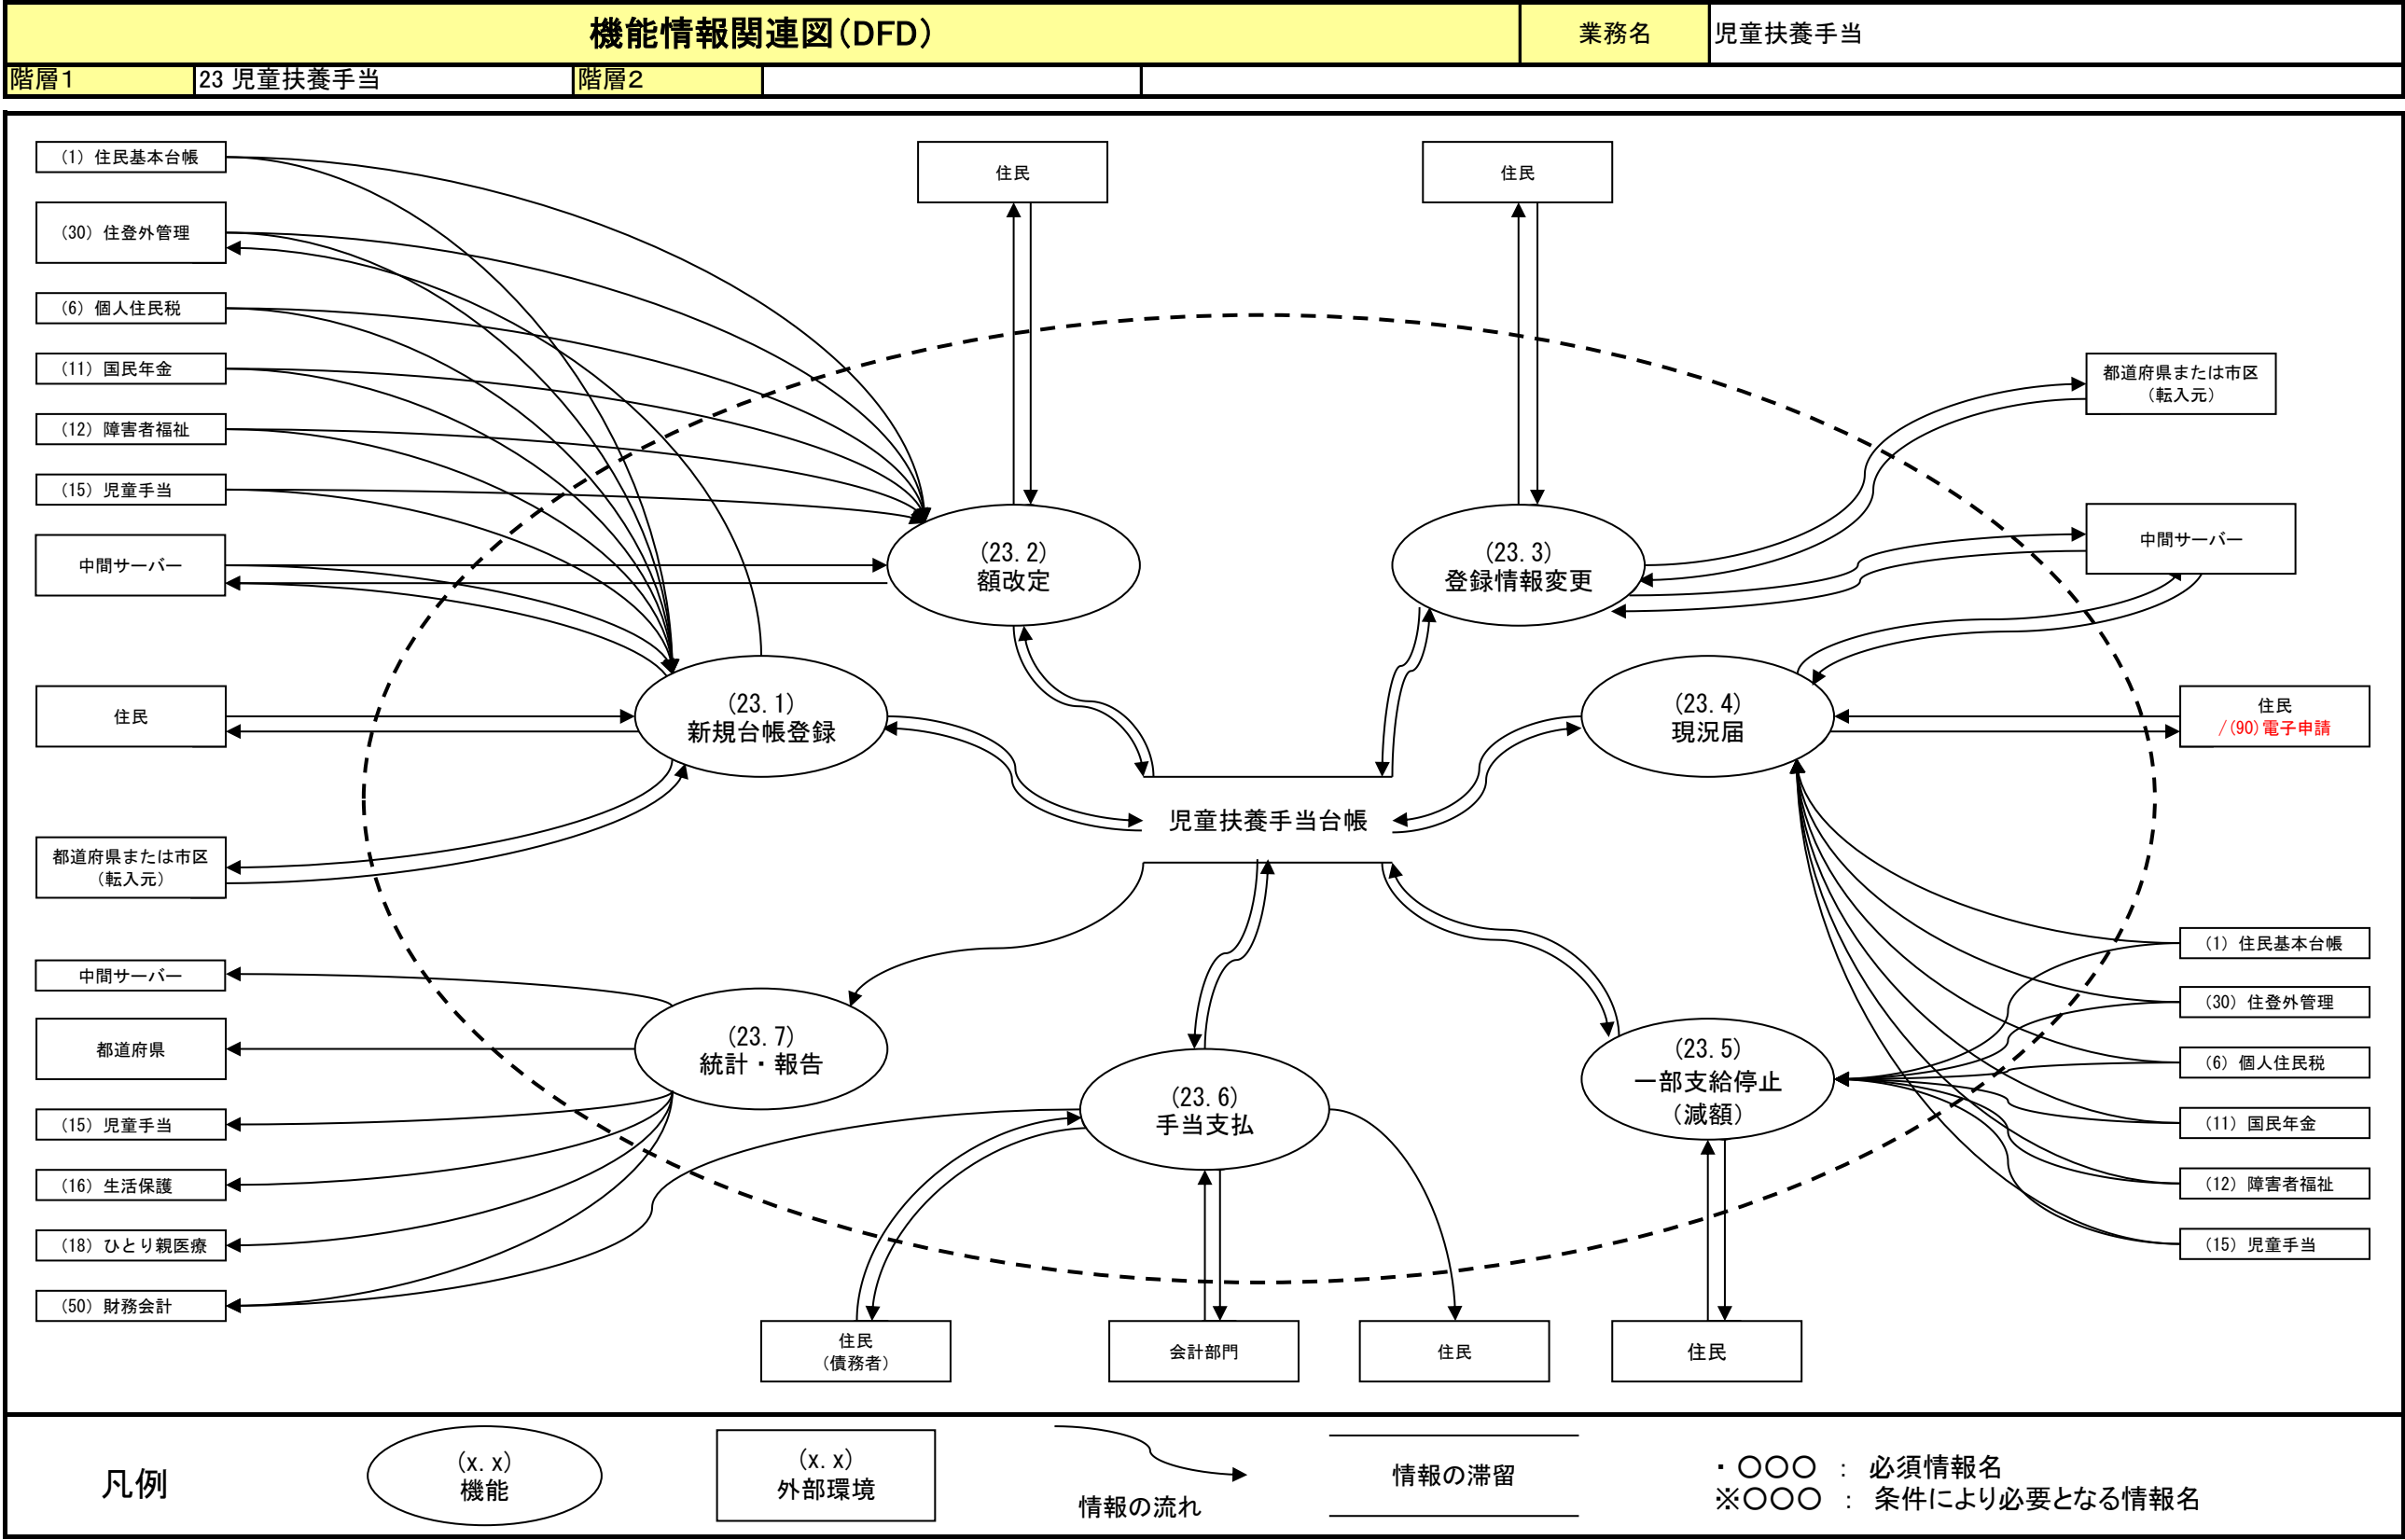 機能情報関連図（DFD）
業務名
児童扶養手当
階層１
23 児童扶養手当
階層２
（1）住民基本台帳
（30）住登外管理
（6）個人住民税
（11）国民年金
（12）障害者福祉
（15）児童手当
中間サーバー
住民
都道府県または市区
（転入元）
中間サーバー
都道府県
（15）児童手当
（16）生活保護
（18）ひとり親医療
（50）財務会計
住民
住民
（23.2）
額改定
（23.3）
登録情報変更
（23.1）
新規台帳登録
（23.4）
現況届
児童扶養手当台帳
（23.7）
統計・報告
（23.6）
手当支払
（23.5）
一部支給停止
（減額）
都道府県または市区
（転入元）
中間サーバー
住民
/(90)電子申請
（1）住民基本台帳
（30）住登外管理
（6）個人住民税
（11）国民年金
（12）障害者福祉
（15）児童手当
住民
（債務者）
会計部門
住民
住民
凡例
（x.x）
機能
（x.x）
外部環境
情報の流れ
情報の滞留
・ ○○○ ： 必須情報名
※○○○ ： 条件により必要となる情報名